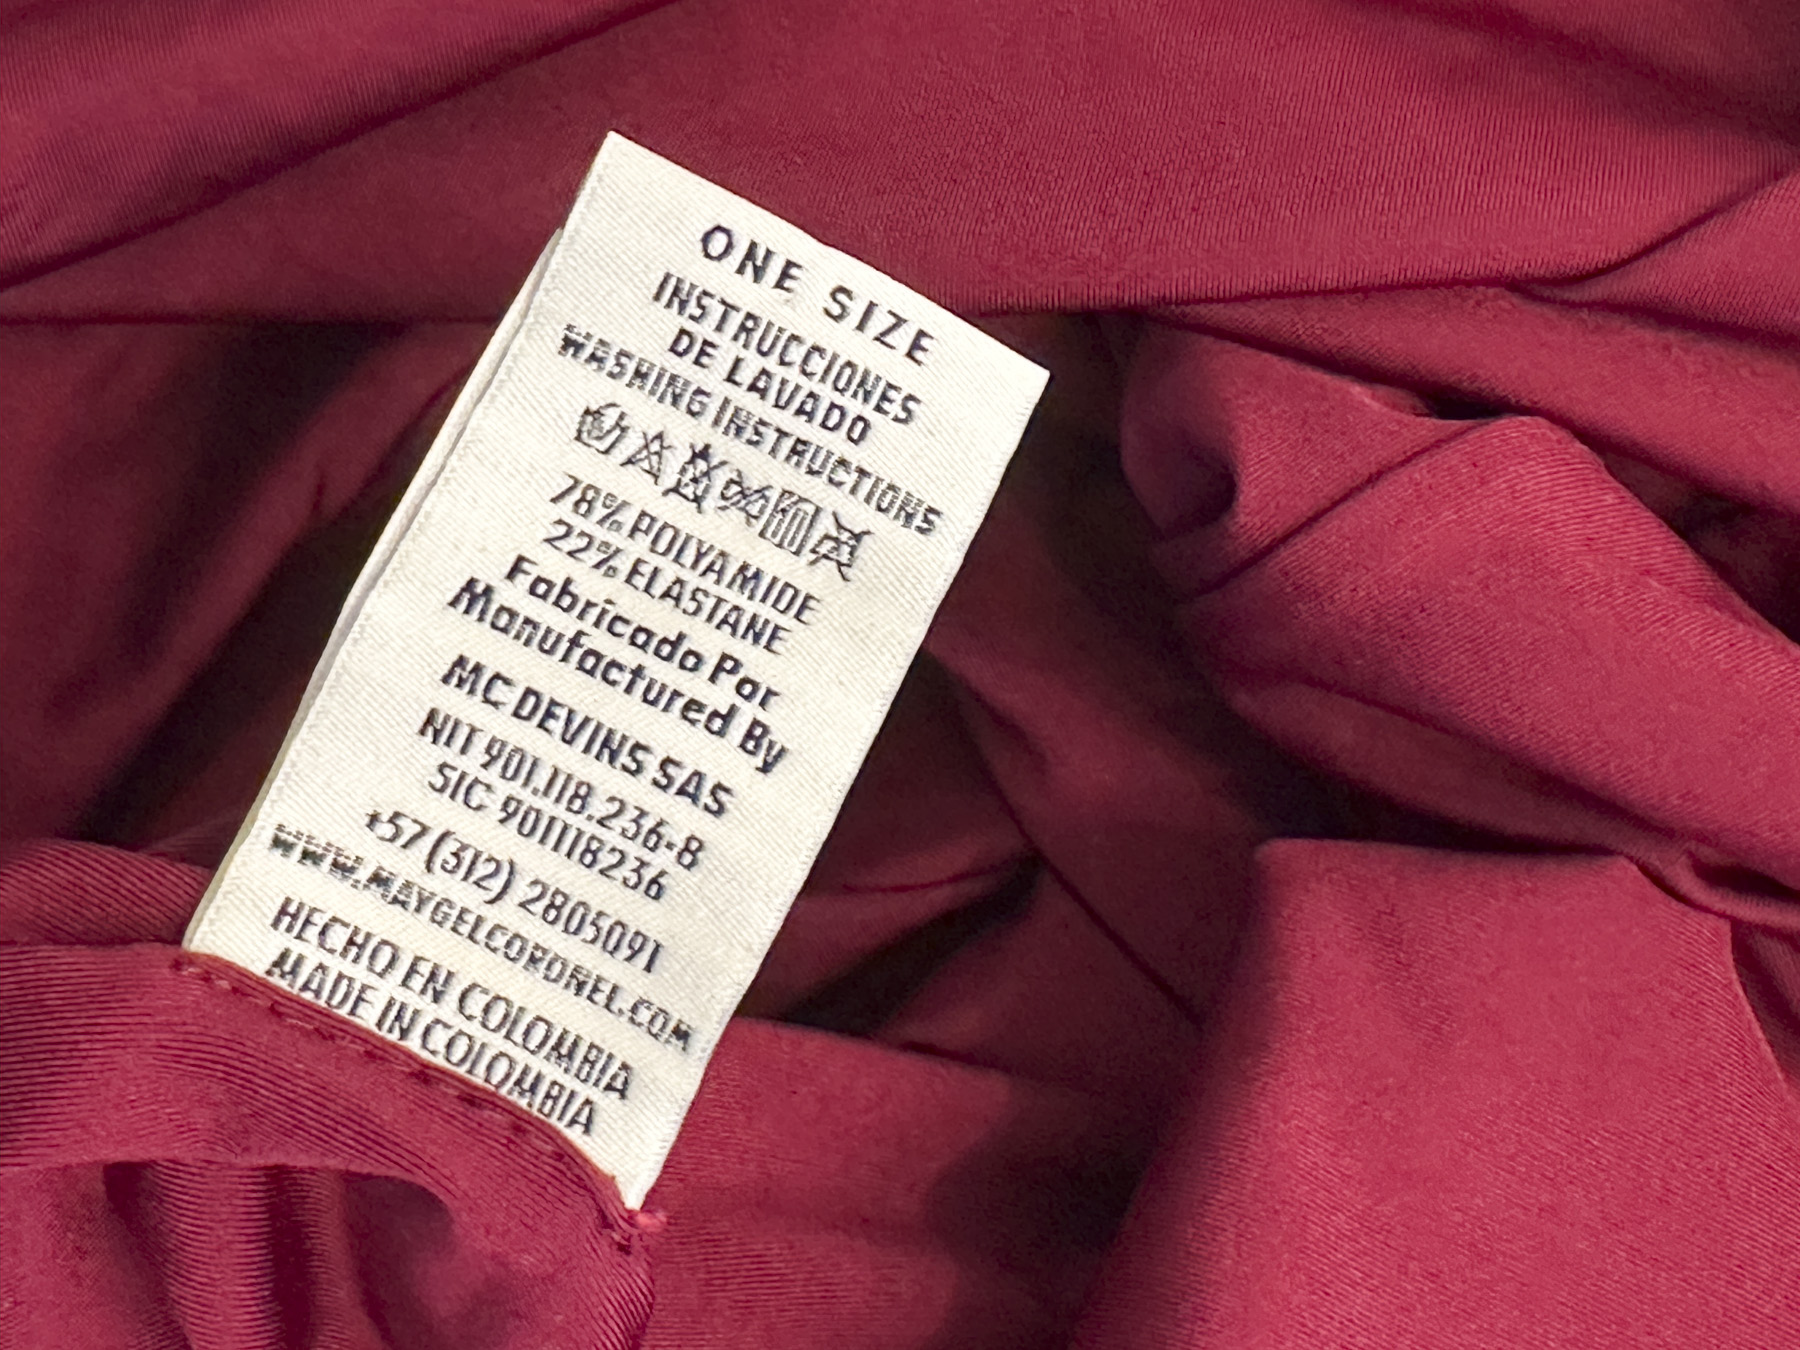 ONE SIZE
INSTRUCCIONES
DE LAVADO
WASHING INSTRUCTIONS
78% POLYAMIDE
22% ELASTANE
Fabricado Por
Manufactured By
MC DEVINS SAS
NIT 901.118.236-8
SIC 901118236
+57 (312) 2805091
WWW.MAYGELCORONEL.COM
HECHO EN COLOMBIA
MADE IN COLOMBIA